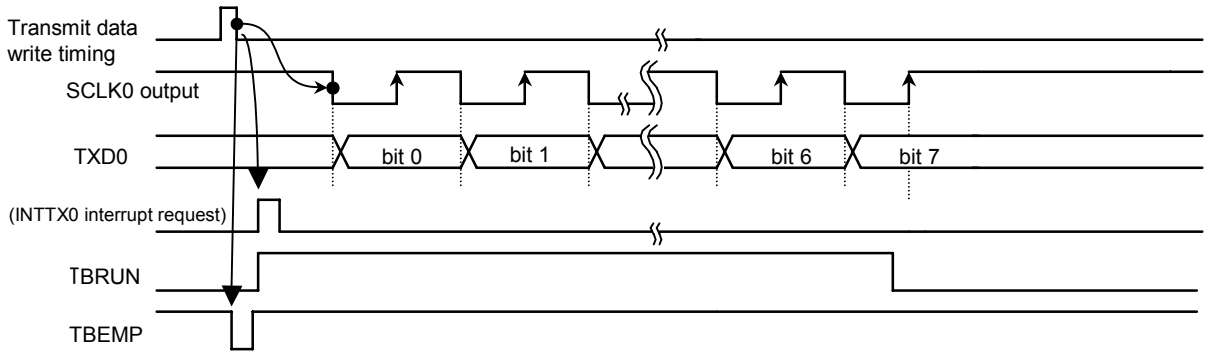 Transmit data
write timing
SCLK0 output
TXD0
bit 0
bit 1
bit 6
bit 7
(INTTX0 interrupt request)
TBRUN
TBEMP